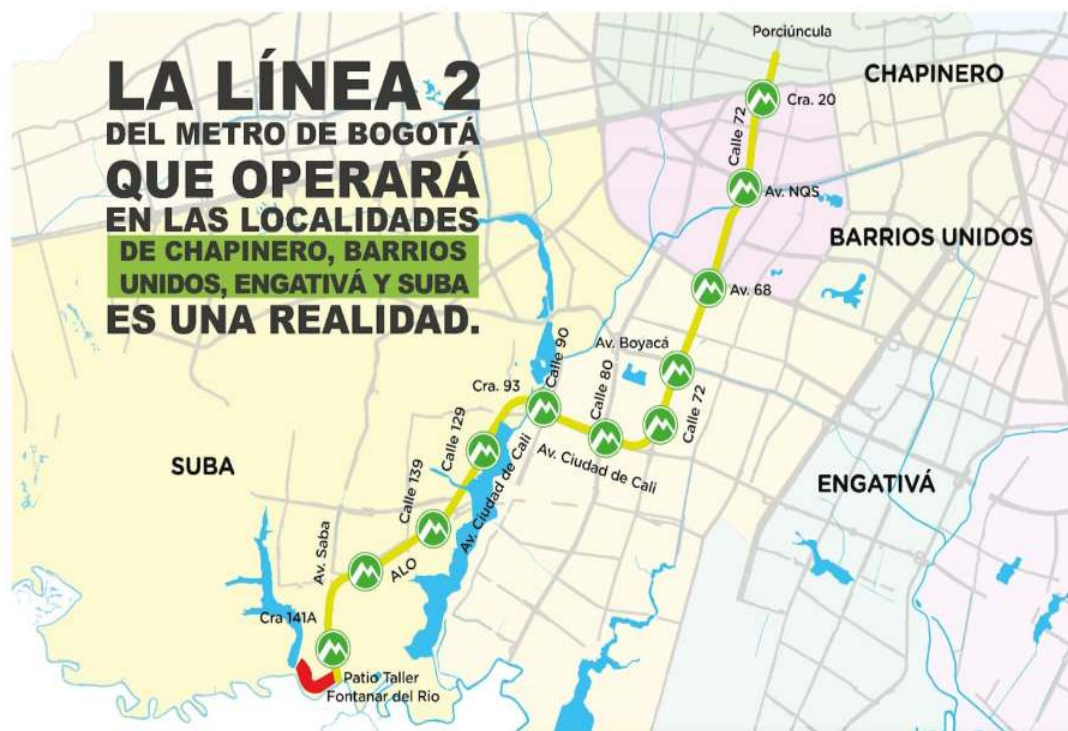 LA LÍNEA 2
DEL METRO DE BOGOTÁ
QUE OPERARÁ
EN LAS LOCALIDADES
DE CHAPINERO, BARRIOS
UNIDOS, ENGATIVÁ Y SUBA
ES UNA REALIDAD.
Porciúncula
CHAPINERO
Cra. 20
Calle 72
Av. NQS
BARRIOS UNIDOS
Av. 68
Av. Boyacá
Calle 90
Calle 80
Cra. 93
Calle 72
Calle 129
Av. Ciudad de Cali
Av. Ciudad de Cali
SUBA
ENGATIVÁ
Calle 139
Av. Saba
ALO
Cra 141A
Patio Taller
Fontanar del Rio